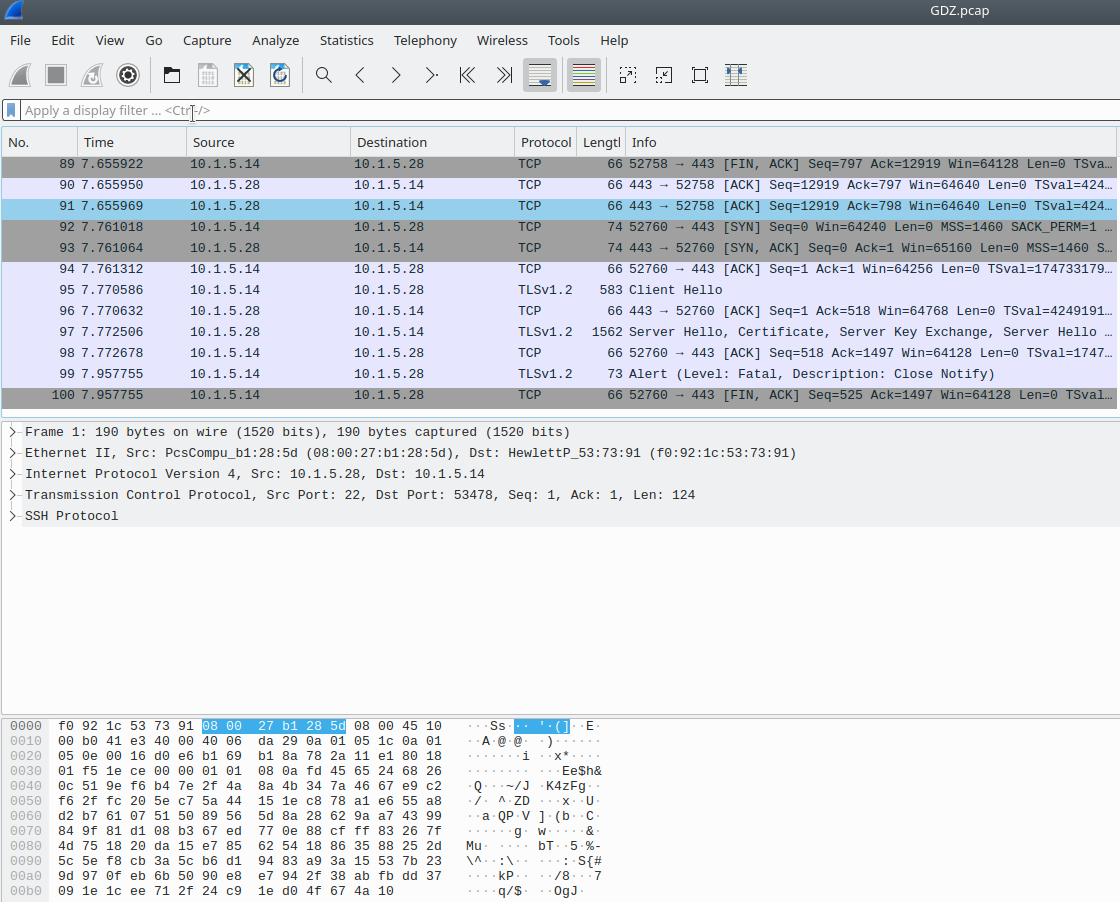 GDZ.pcap
File Edit View Go Capture Analyze Statistics Telephony Wireless Tools Help
Apply a display filter ... <Ctrl-/>
No. Time Source Destination Protocol Lengtl Info
89 7.655922 10.1.5.14 10.1.5.28 TCP 66 52758 → 443 [FIN, ACK] Seq=797 Ack=12919 Win=64128 Len=0 TSva…
90 7.655950 10.1.5.28 10.1.5.14 TCP 66 443 → 52758 [ACK] Seq=12919 Ack=797 Win=64640 Len=0 TSval=424…
91 7.655969 10.1.5.28 10.1.5.14 TCP 66 443 → 52758 [ACK] Seq=12919 Ack=798 Win=64640 Len=0 TSval=424…
92 7.761018 10.1.5.14 10.1.5.28 TCP 74 52760 → 443 [SYN] Seq=0 Win=64240 Len=0 MSS=1460 SACK_PERM=1 …
93 7.761064 10.1.5.28 10.1.5.14 TCP 74 443 → 52760 [SYN, ACK] Seq=0 Ack=1 Win=65160 Len=0 MSS=1460 S…
94 7.761312 10.1.5.14 10.1.5.28 TCP 66 52760 → 443 [ACK] Seq=1 Ack=1 Win=64256 Len=0 TSval=174733179…
95 7.770586 10.1.5.14 10.1.5.28 TLSv1.2 583 Client Hello
96 7.770632 10.1.5.28 10.1.5.14 TCP 66 443 → 52760 [ACK] Seq=1 Ack=518 Win=64768 Len=0 TSval=4249191…
97 7.772506 10.1.5.28 10.1.5.14 TLSv1.2 1562 Server Hello, Certificate, Server Key Exchange, Server Hello …
98 7.772678 10.1.5.14 10.1.5.28 TCP 66 52760 → 443 [ACK] Seq=518 Ack=1497 Win=64128 Len=0 TSval=1747…
99 7.957755 10.1.5.14 10.1.5.28 TLSv1.2 73 Alert (Level: Fatal, Description: Close Notify)
100 7.957755 10.1.5.14 10.1.5.28 TCP 66 52760 → 443 [FIN, ACK] Seq=525 Ack=1497 Win=64128 Len=0 TSval…
Frame 1: 190 bytes on wire (1520 bits), 190 bytes captured (1520 bits)
Ethernet II, Src: PcsCompu_b1:28:5d (08:00:27:b1:28:5d), Dst: HewlettP_53:73:91 (f0:92:1c:53:73:91)
Internet Protocol Version 4, Src: 10.1.5.28, Dst: 10.1.5.14
Transmission Control Protocol, Src Port: 22, Dst Port: 53478, Seq: 1, Ack: 1, Len: 124
SSH Protocol
0000 f0 92 1c 53 73 91 08 00 27 b1 28 5d 08 00 45 10 ···Ss··· '·(]··E·
0010 00 b0 41 e3 40 00 40 06 da 29 0a 01 05 1c 0a 01 ··A·@·@· ·)······
0020 05 0e 00 16 d0 e6 b1 69 b1 8a 78 2a 11 e1 80 18 ·······i ··x*····
0030 01 f5 1e ce 00 00 01 01 08 0a fd 45 65 24 68 26 ········ ···Ee$h&
0040 0c 51 9e f6 b4 7e 2f 4a 8a 4b 34 7a 46 67 e9 c2 ·Q···~/J ·K4zFg··
0050 f6 2f fc 20 5e c7 5a 44 15 1e c8 78 a1 e6 55 a8 ·/· ^·ZD ···x··U·
0060 d2 b7 61 07 51 50 89 56 5d 8a 28 62 9a a7 43 99 ··a·QP·V ]·(b··C·
0070 84 9f 81 d1 08 b3 67 ed 77 0e 88 cf ff 83 26 7f ······g· w·····&·
0080 4d 75 18 20 da 15 e7 85 62 54 18 86 35 88 25 2d Mu· ···· bT··5·%-
0090 5c 5e f8 cb 3a 5c b6 d1 94 83 a9 3a 15 53 7b 23 \^··:\·· ···:·S{#
00a0 9d 97 0f eb 6b 50 90 e8 e7 94 2f 38 ab fb dd 37 ····kP·· ··/8···7
00b0 09 1e 1c ee 71 2f 24 c9 1e d0 4f 67 4a 10 ····q/$· ··OgJ·